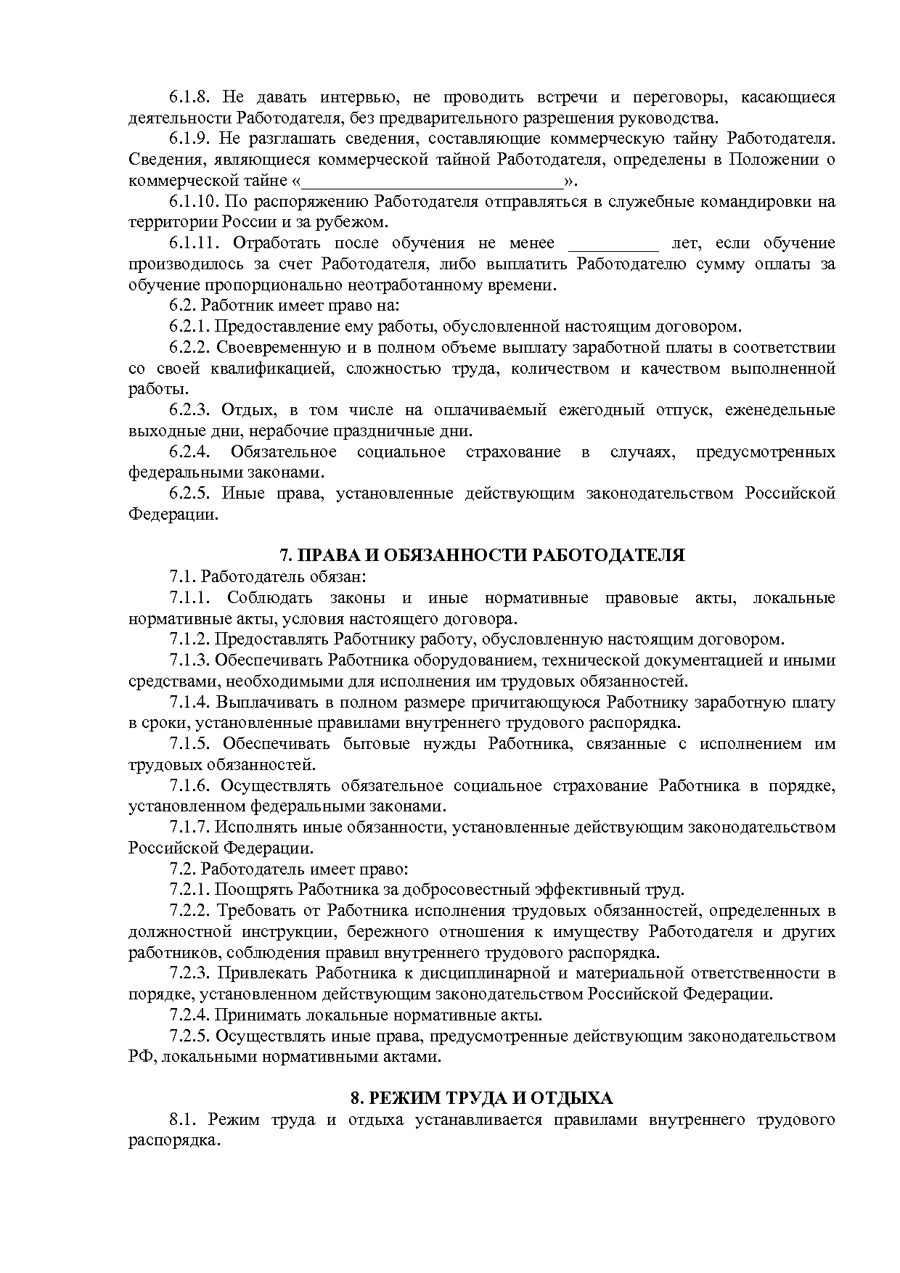 6.1.8. Не давать интервью, не проводить встречи и переговоры, касающиеся
деятельности Работодателя, без предварительного разрешения руководства.
6.1.9. Не разглашать сведения, составляющие коммерческую тайну Работодателя.
Сведения, являющиеся коммерческой тайной Работодателя, определены в Положении о
коммерческой тайне «_____________________________».
6.1.10. По распоряжению Работодателя отправляться в служебные командировки на
территории России и за рубежом.
6.1.11. Отработать после обучения не менее __________ лет, если обучение
производилось за счет Работодателя, либо выплатить Работодателю сумму оплаты за
обучение пропорционально неотработанному времени.
6.2. Работник имеет право на:
6.2.1. Предоставление ему работы, обусловленной настоящим договором.
6.2.2. Своевременную и в полном объеме выплату заработной платы в соответствии
со своей квалификацией, сложностью труда, количеством и качеством выполненной
работы.
6.2.3. Отдых, в том числе на оплачиваемый ежегодный отпуск, еженедельные
выходные дни, нерабочие праздничные дни.
6.2.4. Обязательное социальное страхование в случаях, предусмотренных
федеральными законами.
6.2.5. Иные права, установленные действующим законодательством Российской
Федерации.
7. ПРАВА И ОБЯЗАННОСТИ РАБОТОДАТЕЛЯ
7.1. Работодатель обязан:
7.1.1. Соблюдать законы и иные нормативные правовые акты, локальные
нормативные акты, условия настоящего договора.
7.1.2. Предоставлять Работнику работу, обусловленную настоящим договором.
7.1.3. Обеспечивать Работника оборудованием, технической документацией и иными
средствами, необходимыми для исполнения им трудовых обязанностей.
7.1.4. Выплачивать в полном размере причитающуюся Работнику заработную плату
в сроки, установленные правилами внутреннего трудового распорядка.
7.1.5. Обеспечивать бытовые нужды Работника, связанные с исполнением им
трудовых обязанностей.
7.1.6. Осуществлять обязательное социальное страхование Работника в порядке,
установленном федеральными законами.
7.1.7. Исполнять иные обязанности, установленные действующим законодательством
Российской Федерации.
7.2. Работодатель имеет право:
7.2.1. Поощрять Работника за добросовестный эффективный труд.
7.2.2. Требовать от Работника исполнения трудовых обязанностей, определенных в
должностной инструкции, бережного отношения к имуществу Работодателя и других
работников, соблюдения правил внутреннего трудового распорядка.
7.2.3. Привлекать Работника к дисциплинарной и материальной ответственности в
порядке, установленном действующим законодательством Российской Федерации.
7.2.4. Принимать локальные нормативные акты.
7.2.5. Осуществлять иные права, предусмотренные действующим законодательством
РФ, локальными нормативными актами.
8. РЕЖИМ ТРУДА И ОТДЫХА
8.1. Режим труда и отдыха устанавливается правилами внутреннего трудового
распорядка.